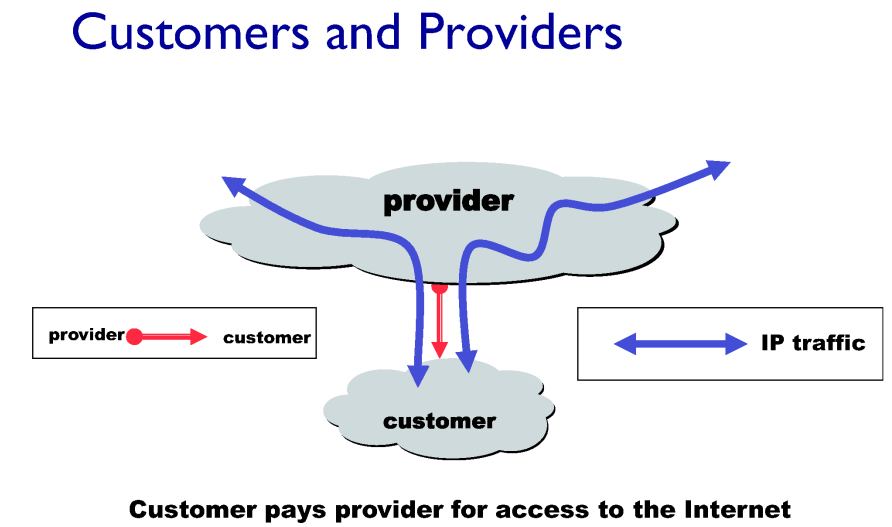 Customers and Providers
provider
provider
customer
IP traffic
customer
Customer pays provider for access to the Internet